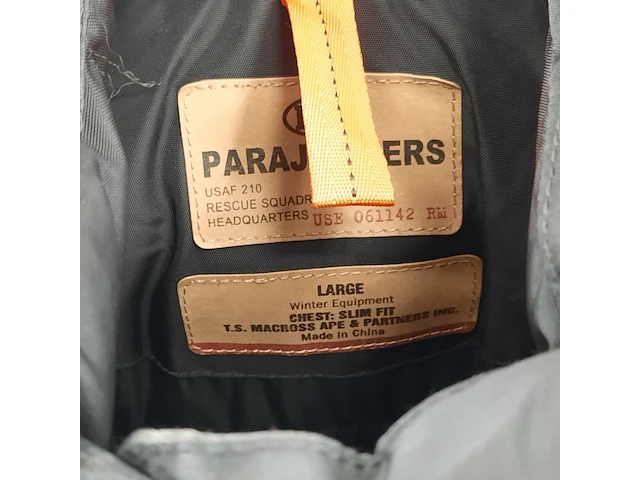 PARAJ ERS
USAF 210
RESCUE SQUADR
HEADQUARTERS USE 061142 RM
LARGE
Winter Equipment
CHEST: SLIM FIT
T.S. MACROSS APE & PARTNERS INC.
Made in China